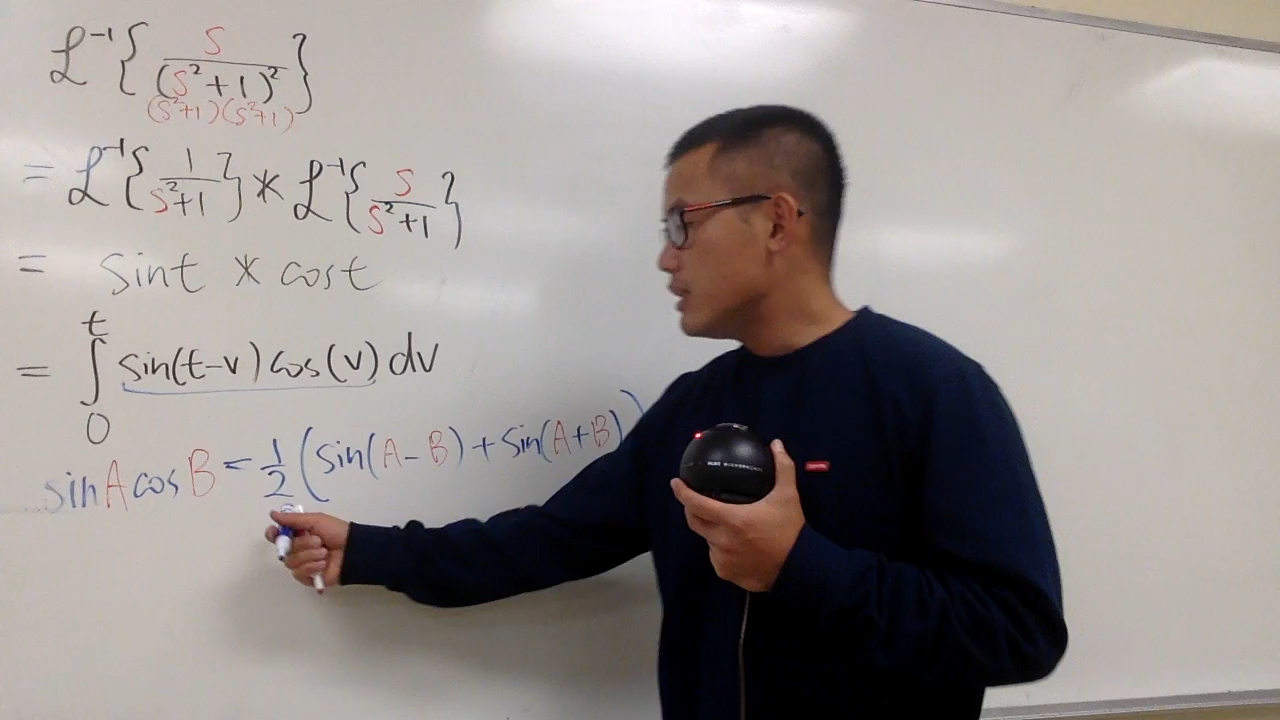 ℒ⁻¹{ s / (s²+1)² }
(s²+1)(s²+1)
= ℒ⁻¹{ 1 / s²+1 } * ℒ⁻¹{ s / s²+1 }
= sint * cost
= ∫₀ᵗ sin(t-v) cos(v) dv
sinA cosB = 1/2 ( sin(A-B) + sin(A+B) )